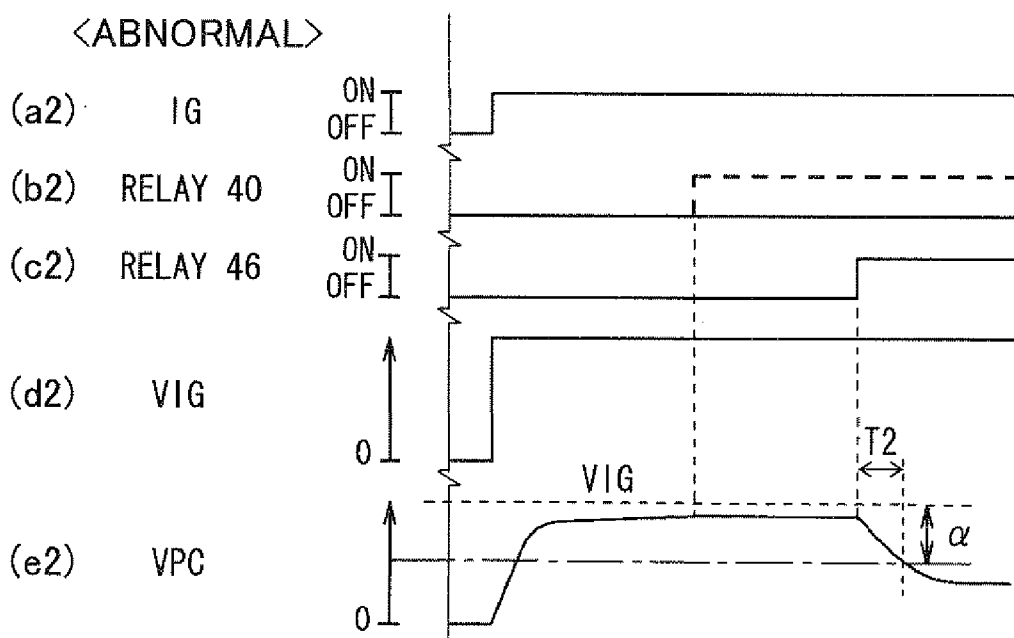 <ABNORMAL>
(a2) IG ON OFF
(b2) RELAY 40 ON OFF
(c2) RELAY 46 ON OFF
(d2) VIG 0
T2
VIG
(e2) VPC α 0